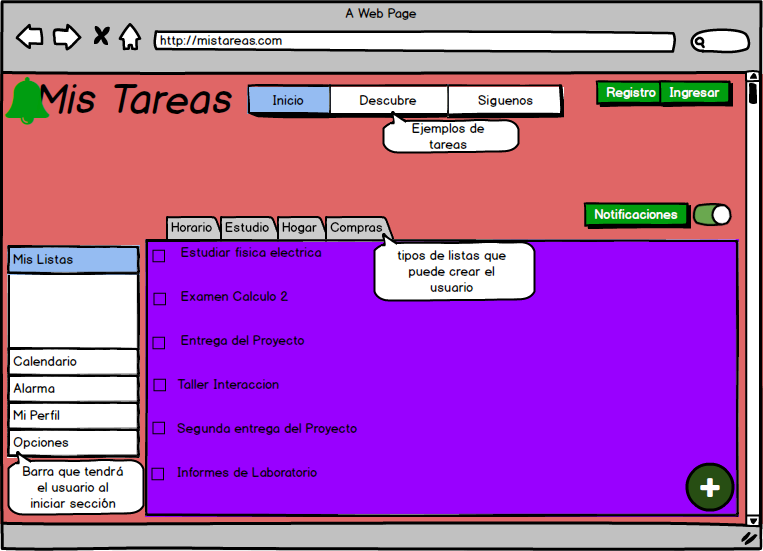 A Web Page
http://mistareas.com
Mis Tareas
Inicio
Descubre
Siguenos
Registro
Ingresar
Ejemplos de
tareas
Notificaciones
Horario
Estudio
Hogar
Compras
tipos de listas que
puede crear el
usuario
Mis Listas
Calendario
Alarma
Mi Perfil
Opciones
Barra que tendrá
el usuario al
iniciar sección
Estudiar fisica electrica
Examen Calculo 2
Entrega del Proyecto
Taller Interaccion
Segunda entrega del Proyecto
Informes de Laboratorio